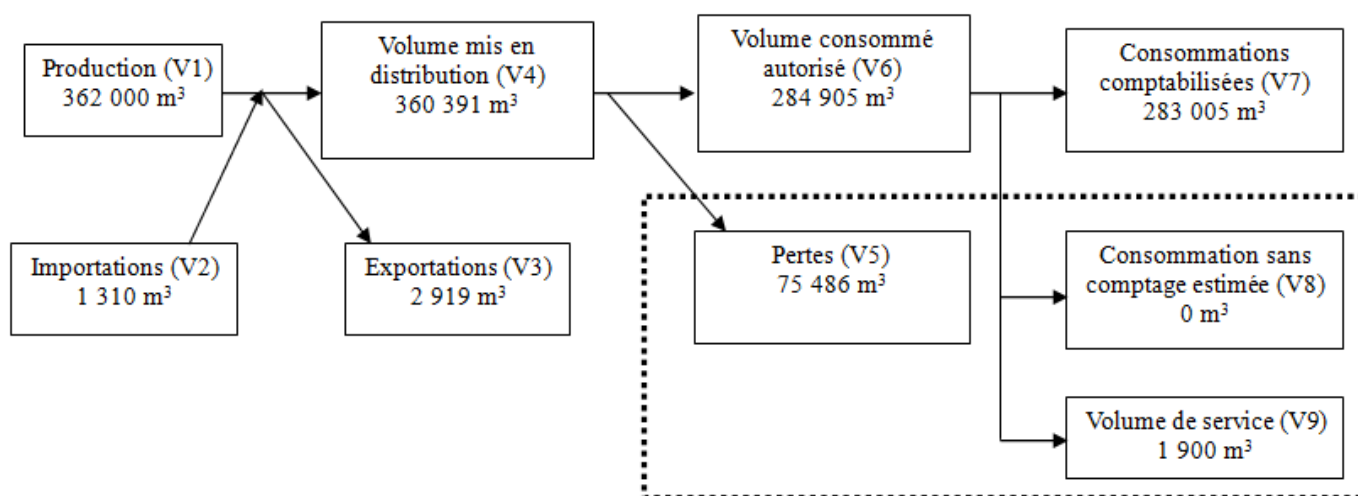 Production (V1)
362 000 m³
Volume mis en
distribution (V4)
360 391 m³
Volume consommé
autorisé (V6)
284 905 m³
Consommations
comptabilisées (V7)
283 005 m³
Importations (V2)
1 310 m³
Exportations (V3)
2 919 m³
Pertes (V5)
75 486 m³
Consommation sans
comptage estimée (V8)
0 m³
Volume de service (V9)
1 900 m³